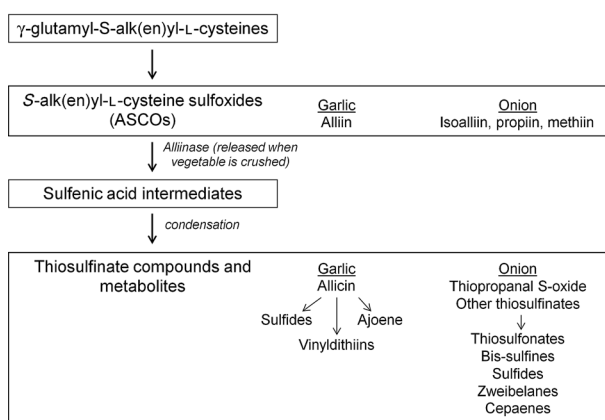 γ-glutamyl-S-alk(en)yl-L-cysteines
S-alk(en)yl-L-cysteine sulfoxides
(ASCOs)
Garlic
Alliin
Onion
Isoalliin, propiin, methiin
Alliinase (released when
vegetable is crushed)
Sulfenic acid intermediates
condensation
Thiosulfinate compounds and
metabolites
Garlic
Allicin
Sulfides
Ajoene
Vinyldithiins
Onion
Thiopropanal S-oxide
Other thiosulfinates
Thiosulfonates
Bis-sulfines
Sulfides
Zweibelanes
Cepaenes